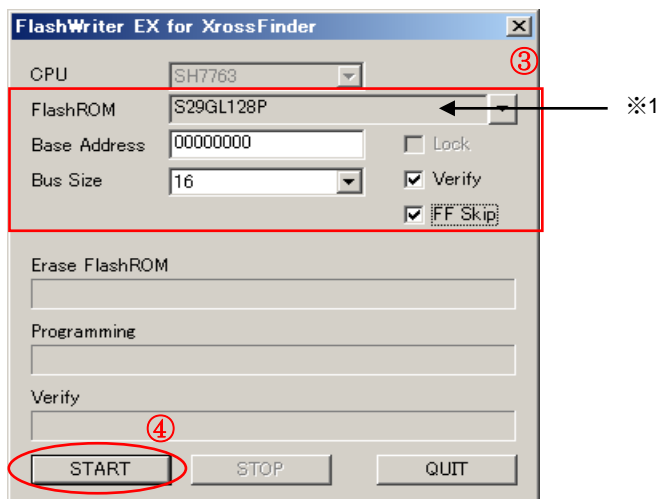 FlashWriter EX for XrossFinder
③
CPU SH7763
FlashROM S29GL128P ※1
Base Address 00000000 Lock
Bus Size 16 Verify
FF Skip
Erase FlashROM
Programming
Verify
④
START STOP QUIT